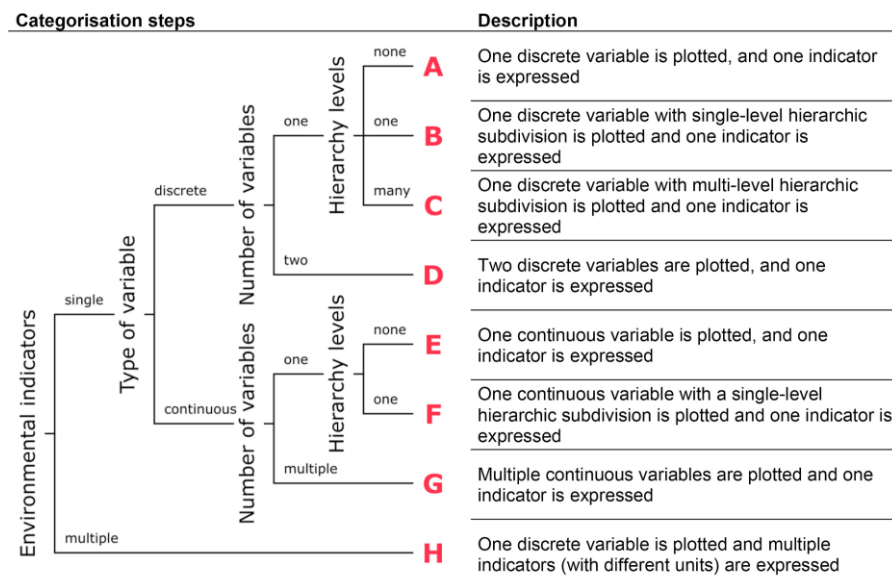 Categorisation steps
Description
Environmental indicators
single
multiple
Type of variable
discrete
continuous
Number of variables
one
two
Number of variables
one
multiple
Hierarchy levels
none
one
many
Hierarchy levels
none
one
A
One discrete variable is plotted, and one indicator
is expressed
B
One discrete variable with single-level hierarchic
subdivision is plotted and one indicator is
expressed
C
One discrete variable with multi-level hierarchic
subdivision is plotted and one indicator is
expressed
D
Two discrete variables are plotted, and one
indicator is expressed
E
One continuous variable is plotted, and one
indicator is expressed
F
One continuous variable with a single-level
hierarchic subdivision is plotted and one indicator is
expressed
G
Multiple continuous variables are plotted and one
indicator is expressed
H
One discrete variable is plotted and multiple
indicators (with different units) are expressed